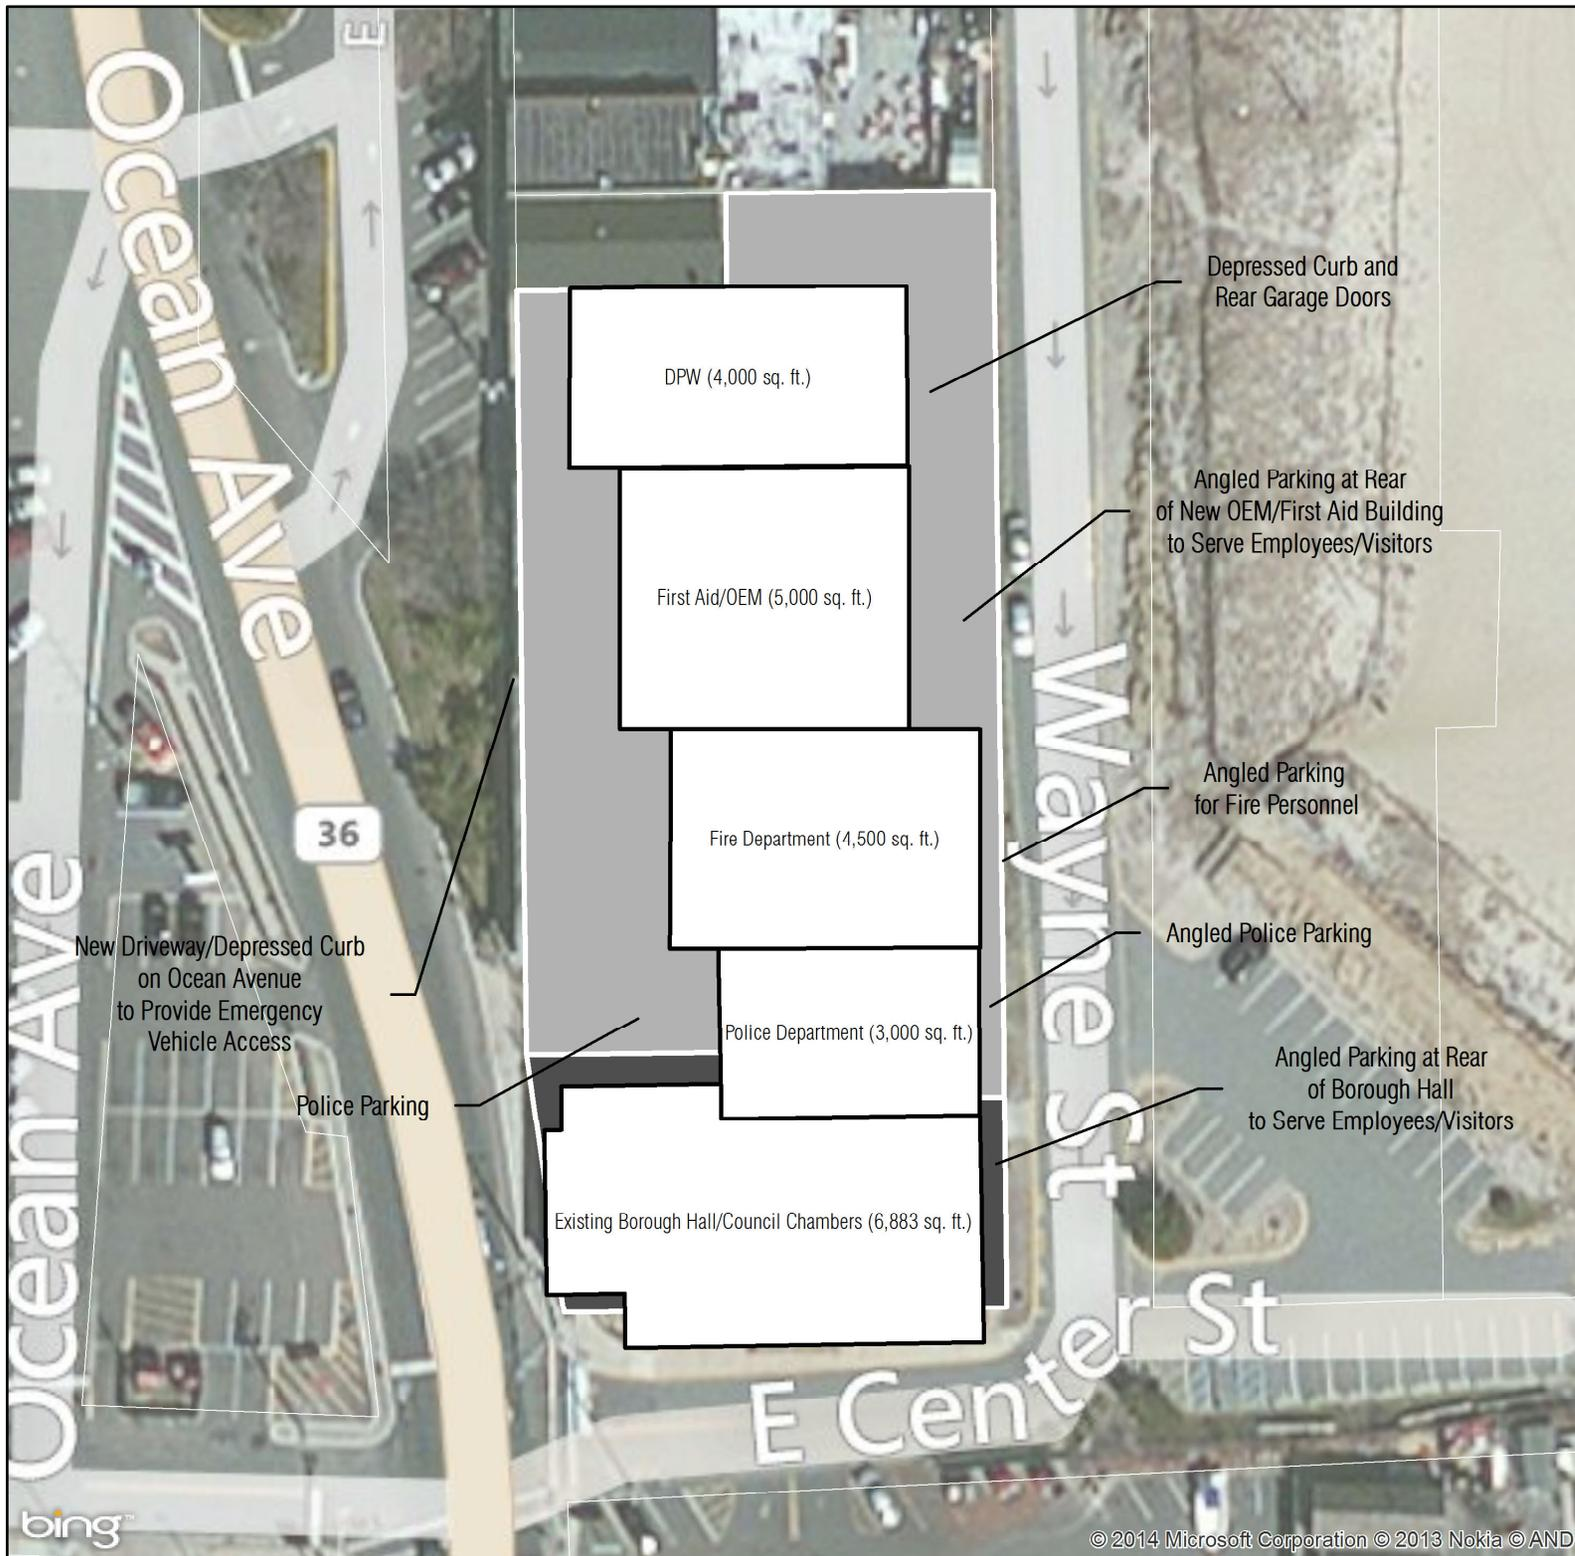 E
Ocean Ave
Depressed Curb and
Rear Garage Doors
DPW (4,000 sq. ft.)
Angled Parking at Rear
of New OEM/First Aid Building
to Serve Employees/Visitors
First Aid/OEM (5,000 sq. ft.)
Wayne St
Angled Parking
for Fire Personnel
36
Fire Department (4,500 sq. ft.)
Ocean Ave
New Driveway/Depressed Curb
on Ocean Avenue
to Provide Emergency
Vehicle Access
Angled Police Parking
Police Department (3,000 sq. ft.)
Police Parking
Angled Parking at Rear
of Borough Hall
to Serve Employees/Visitors
Existing Borough Hall/Council Chambers (6,883 sq. ft.)
E Center St
bing™
© 2014 Microsoft Corporation © 2013 Nokia © AND